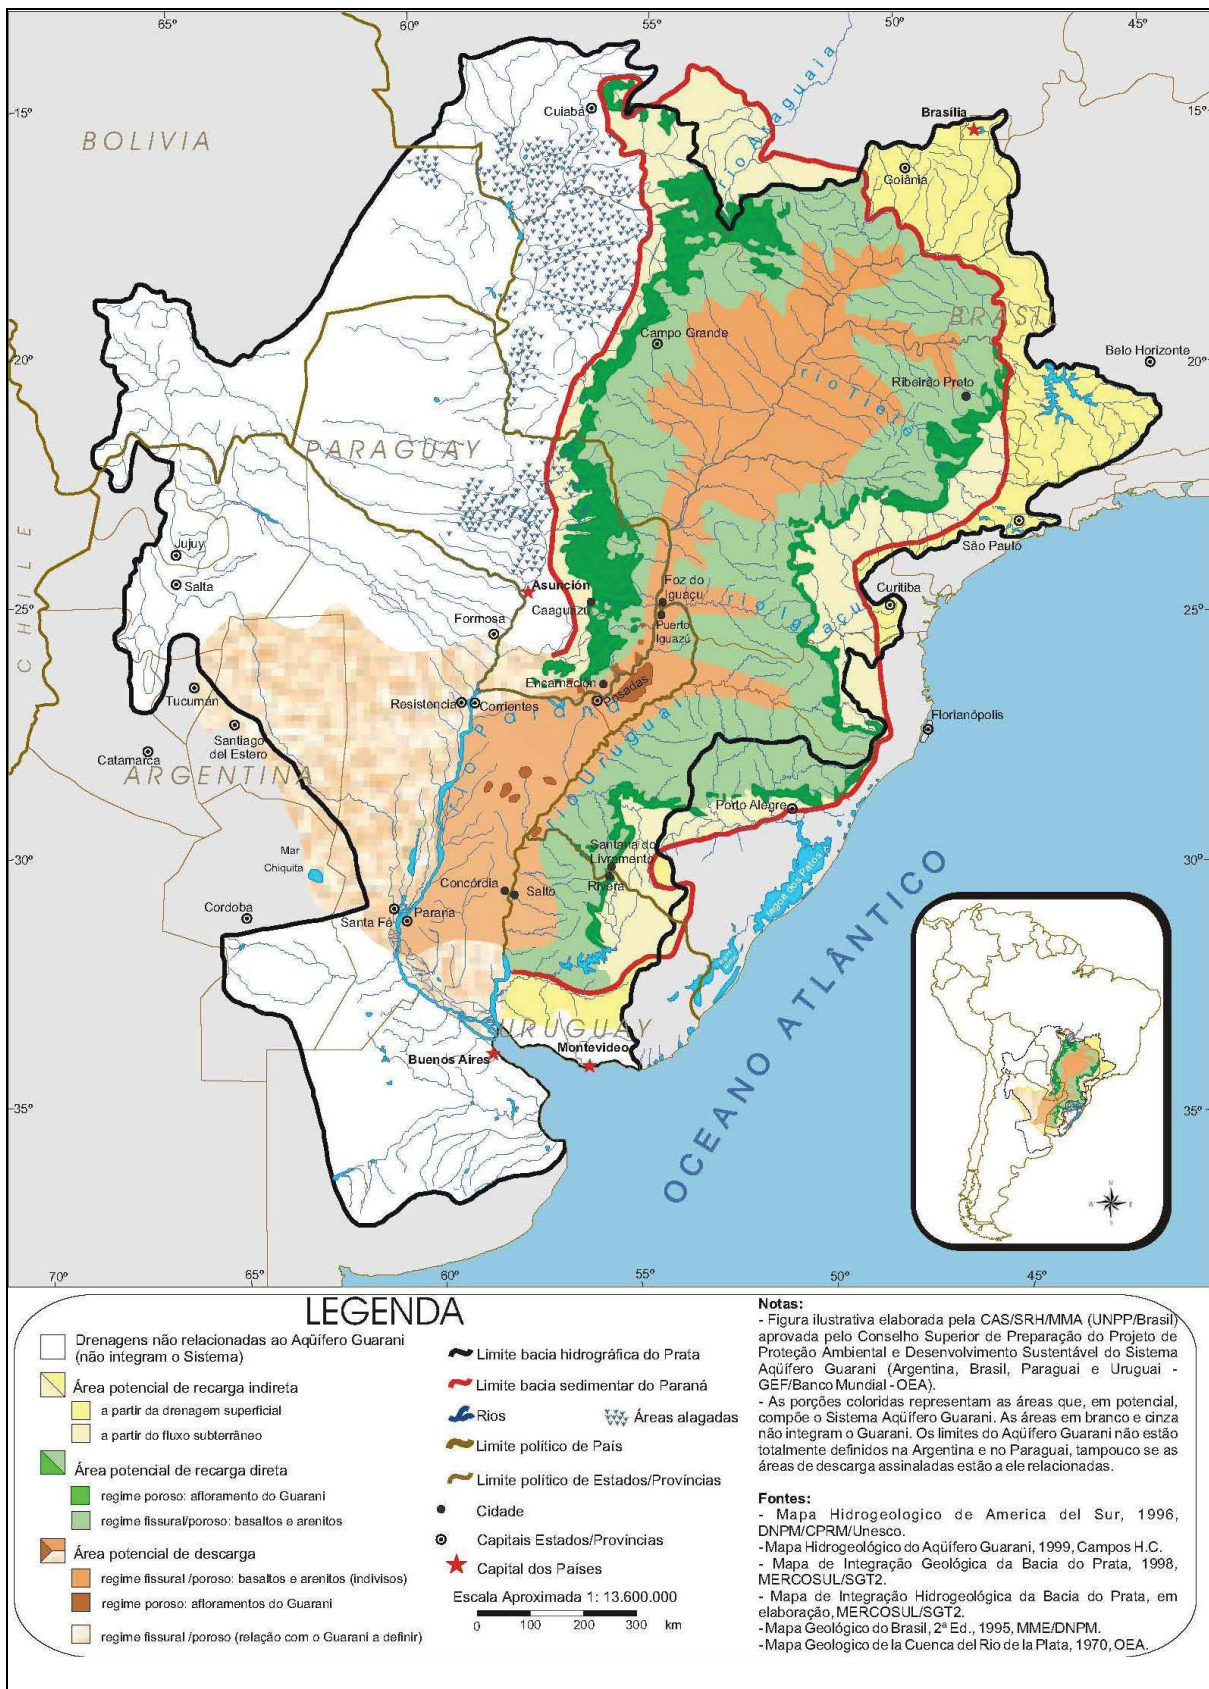 65º
60º
55º
50º
45º
15º
15º
BOLIVIA
Cuiabá
rio Araguaia
Brasília
Goiânia
BRASIL
Campo Grande
Belo Horizonte
20º
20º
Ribeirão Preto
rio Tietê
PARAGUAY
CHILE
Jujuy
Salta
São Paulo
Asunción
Caaguazú
Foz do
Iguaçu
Curitiba
25º
25º
rio Iguaçu
Puerto
Iguazú
Formosa
Encarnación
Posadas
Tucumán
Resistencia
Corrientes
rio Paraná
rio Uruguai
Florianópolis
Santiago
del Estero
Catamarca
ARGENTINA
Porto Alegre
Santana do
Livramento
30º
30º
Mar
Chiquita
Concórdia
Salto
Rivera
lagoa dos Patos
Cordoba
Santa Fé
Paraná
OCEANO ATLÂNTICO
URUGUAY
Montevideo
Buenos Aires
35º
35º
N
W
E
S
70º
60º
55º
50º
45º
LEGENDA
Drenagens não relacionadas ao Aqüífero Guarani
(não integram o Sistema)
Área potencial de recarga indireta
a partir da drenagem superficial
a partir do fluxo subterrâneo
Área potencial de recarga direta
regime poroso: afloramento do Guarani
regime fissural/poroso: basaltos e arenitos
Área potencial de descarga
regime fissural /poroso: basaltos e arenitos (indivisos)
regime poroso: afloramentos do Guarani
regime fissural /poroso (relação com o Guarani a definir)
Limite bacia hidrográfica do Prata
Limite bacia sedimentar do Paraná
Rios
Áreas alagadas
Limite político de País
Limite político de Estados/Províncias
Cidade
Capitais Estados/Províncias
Capital dos Países
Escala Aproximada 1: 13.600.000
0 100 200 300 km
Notas:
- Figura ilustrativa elaborada pela CAS/SRH/MMA (UNPP/Brasil)
aprovada pelo Conselho Superior de Preparação do Projeto de
Proteção Ambiental e Desenvolvimento Sustentável do Sistema
Aqüífero Guarani (Argentina, Brasil, Paraguai e Uruguai -
GEF/Banco Mundial - OEA).
- As porções coloridas representam as áreas que, em potencial,
compõe o Sistema Aqüífero Guarani. As áreas em branco e cinza
não integram o Guarani. Os limites do Aqüífero Guarani não estão
totalmente definidos na Argentina e no Paraguai, tampouco se as
áreas de descarga assinaladas estão a ele relacionadas.
Fontes:
- Mapa Hidrogeologico de America del Sur, 1996,
DNPM/CPRM/Unesco.
-Mapa Hidrogeológico do Aqüífero Guarani, 1999, Campos H.C.
- Mapa de Integração Geológica da Bacia do Prata, 1998,
MERCOSUL/SGT2.
- Mapa de Integração Hidrogeológica da Bacia do Prata, em
elaboração, MERCOSUL/SGT2.
-Mapa Geológico do Brasil, 2ª Ed., 1995, MME/DNPM.
-Mapa Geologico de la Cuenca del Rio de la Plata, 1970, OEA.